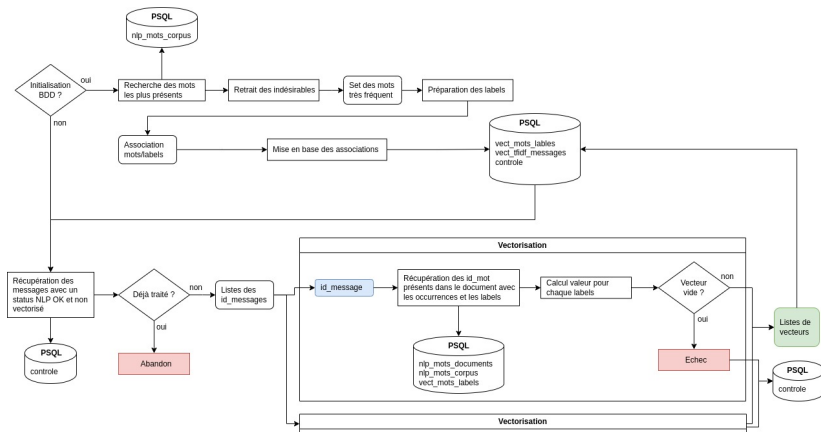 PSQL
nlp_mots_corpus
Initialisation
BDD ?
oui
non
Recherche des mots
les plus présents
Retrait des indésirables
Set des mots
très fréquent
Préparation des labels
Association
mots/labels
Mise en base des associations
PSQL
vect_mots_lables
vect_tfidf_messages
controle
Récupération des
messages avec un
status NLP OK et non
vectorisé
Déjà traité ?
non
oui
Listes des
id_messages
PSQL
controle
Abandon
Vectorisation
id_message
Récupération des id_mot
présents dans le document avec
les occurrences et les labels
Calcul valeur pour
chaque labels
Vecteur
vide ?
non
oui
PSQL
nlp_mots_documents
nlp_mots_corpus
vect_mots_labels
Echec
Listes de
vecteurs
PSQL
controle
Vectorisation